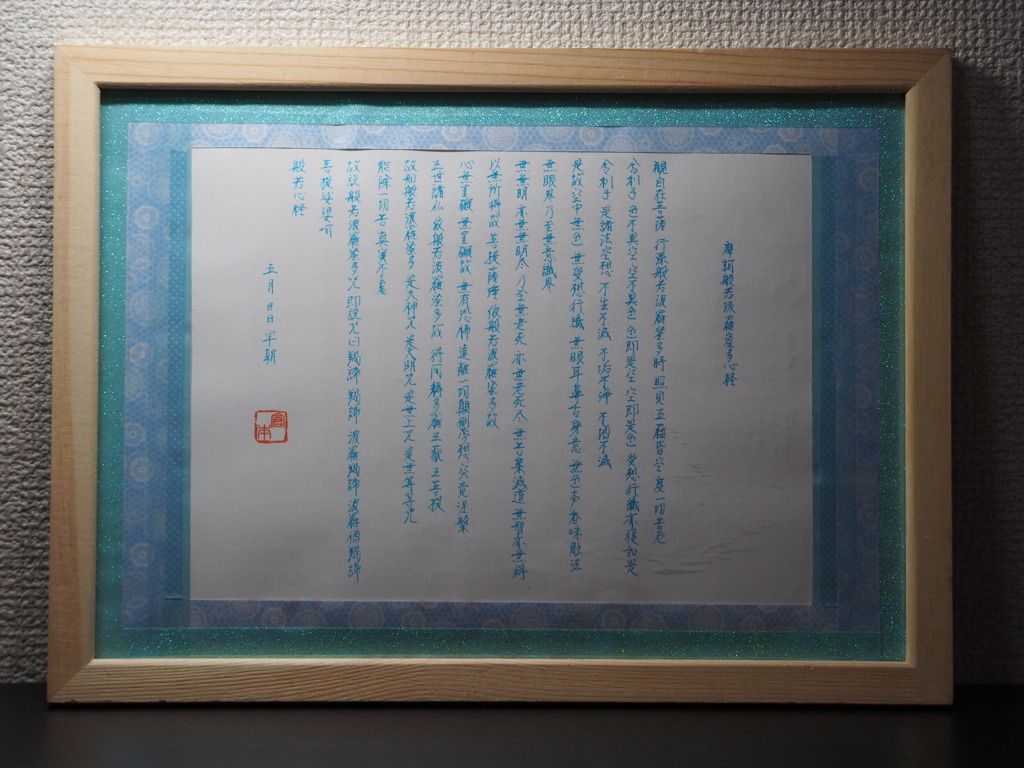 摩訶般若波羅蜜多心経
観自在菩薩 行深般若波羅蜜多時 照見五蘊皆空 度一切苦厄
舎利子 色不異空 空不異色 色即是空 空即是色 受想行識亦復如是
舎利子 是諸法空想 不生不滅 不垢不浄 不増不減
是故空中 無色 無受想行識 無眼耳鼻舌身意 無色声香味触法
無眼界乃至無意識界
無無明 亦無無明尽 乃至無老死 亦無老死尽 無苦集滅道 無智亦無得
以無所得故 菩提薩埵 依般若波羅蜜多故
心無罣礙 無罣礙故 無有恐怖 遠離一切顛倒夢想 究竟涅槃
三世諸仏 依般若波羅蜜多故 得阿耨多羅三藐三菩提
故知般若波羅蜜多 是大神咒 是大明咒 是無上咒 是無等等咒
能除一切苦 真実不虚
故説般若波羅蜜多咒 即説咒曰 羯諦 羯諦 波羅羯諦 波羅僧羯諦
菩提娑婆訶
般若心経
五月 日 早朝